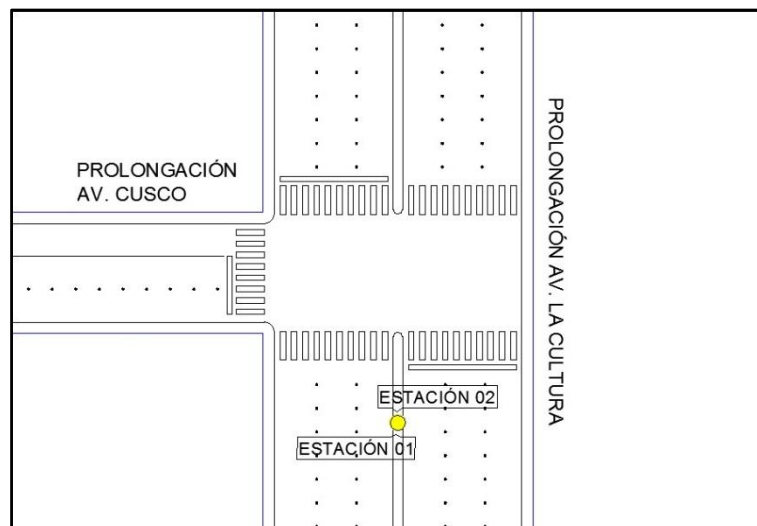 PROLONGACIÓN
AV. CUSCO
PROLONGACIÓN AV. LA CULTURA
ESTACIÓN 02
ESTACIÓN 01